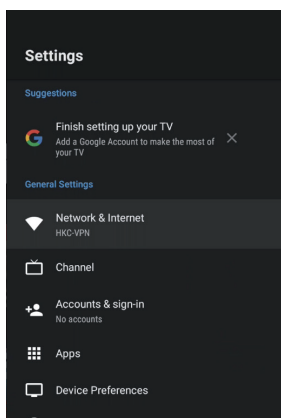 Settings
Suggestions
Finish setting up your TV
Add a Google Account to make the most of
your TV
General Settings
Network & Internet
HKC-VPN
Channel
Accounts & sign-in
No accounts
Apps
Device Preferences